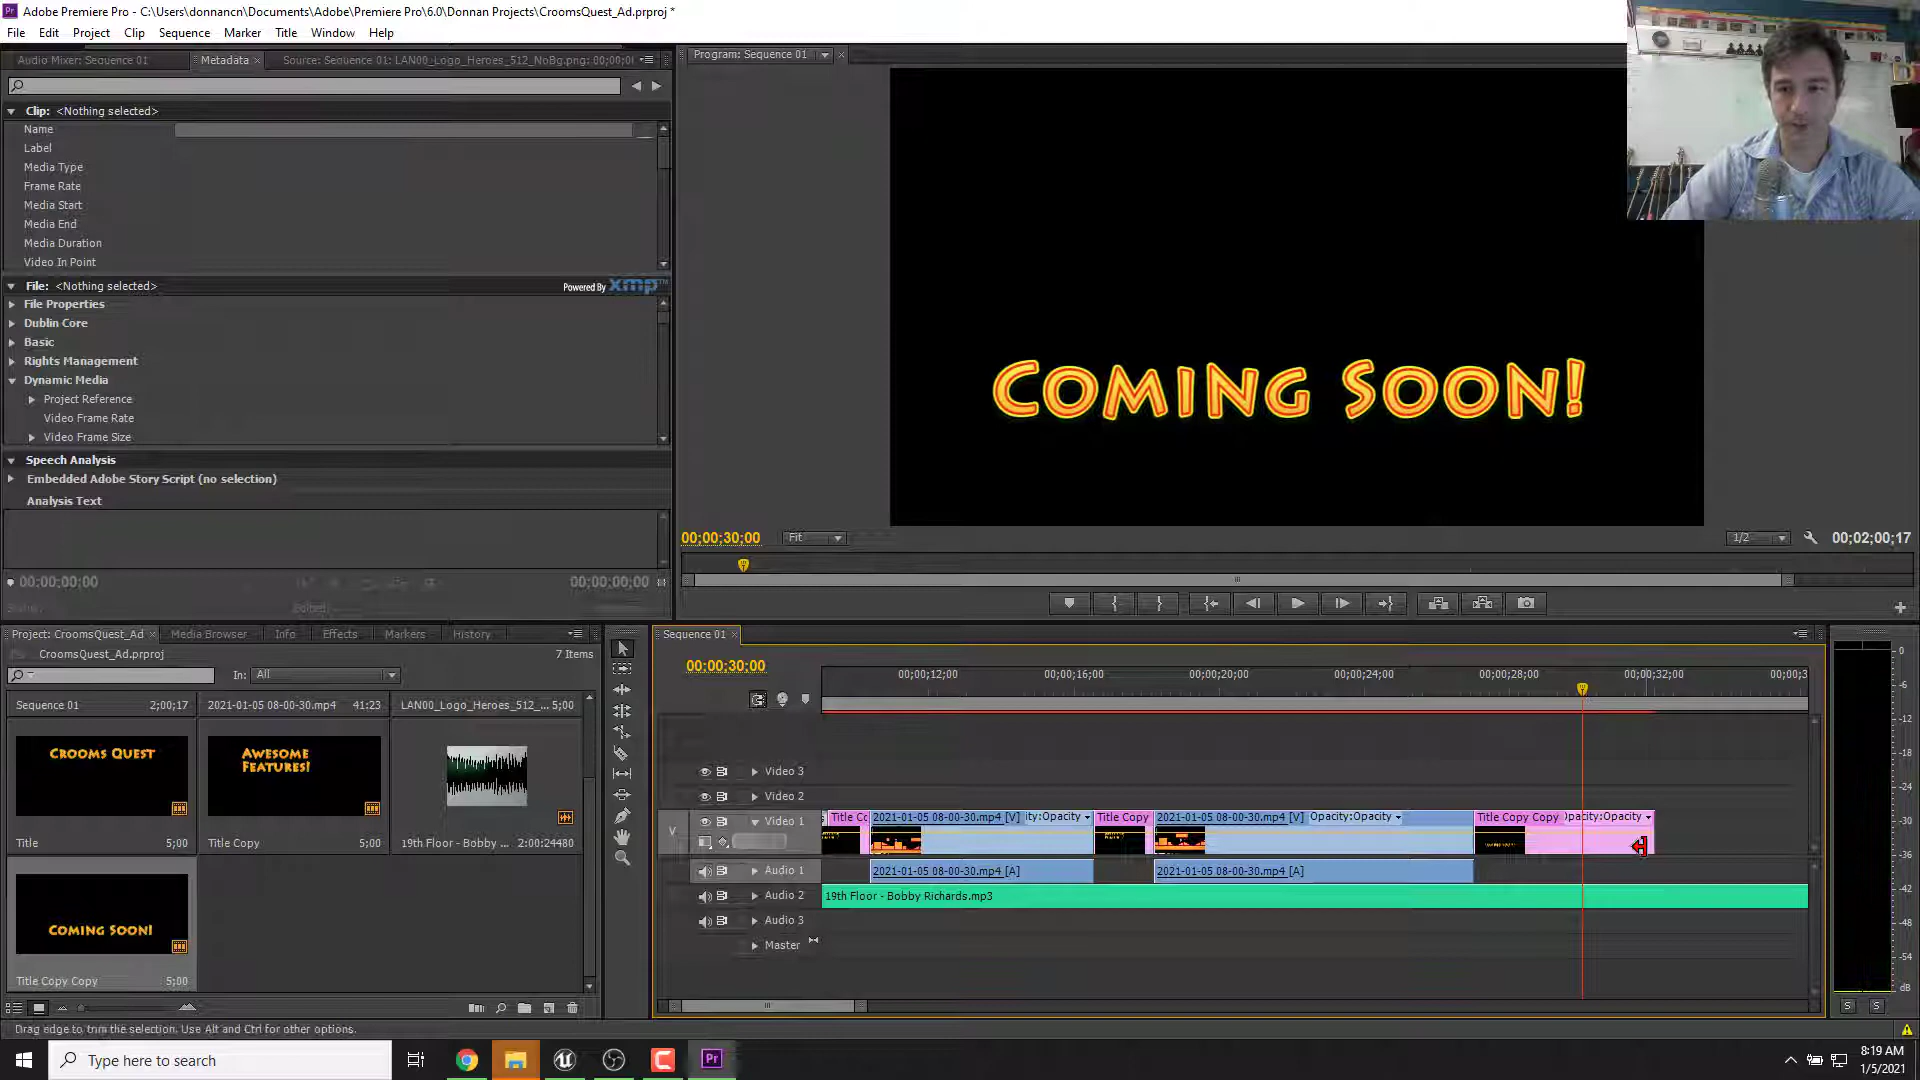 Adobe Premiere Pro - C:\Users\donnancn\Documents\Adobe\Premiere Pro\6.0\Donnan Projects\CroomsQuest_Ad.prproj *
File Edit Project Clip Sequence Marker Title Window Help
Audio Mixer: Sequence 01 Metadata Source: Sequence 01: LAN00_Logo_Heroes_512_NoBg.png: 00;00;0
Program: Sequence 01
Clip: <Nothing selected>
Name
Label
Media Type
Frame Rate
Media Start
Media End
Media Duration
Video In Point
File: <Nothing selected>
Powered By xmp
File Properties
Dublin Core
Basic
Rights Management
Dynamic Media
Project Reference
Video Frame Rate
Video Frame Size
Speech Analysis
Embedded Adobe Story Script (no selection)
Analysis Text
00;00;00;00 00;00;00;00
COMING SOON!
00;00;30;00 Fit 1/2 00;02;00;17
Project: CroomsQuest_Ad Media Browser Info Effects Markers History
CroomsQuest_Ad.prproj 7 Items
In: All
Sequence 01 2;00;17
2021-01-05 08-00-30.mp4 41:23
LAN00_Logo_Heroes_512_... 5;00
CROOMS QUEST
AWESOME
FEATURES!
Title 5;00
Title Copy 5;00
19th Floor - Bobby ... 2:00:24480
COMING SOON!
Title Copy Copy 5;00
Sequence 01
00;00;30;00
00;00;12;00 00;00;16;00 00;00;20;00 00;00;24;00 00;00;28;00 00;00;32;00 00;00;3
Video 3
Video 2
Video 1
Title Co 2021-01-05 08-00-30.mp4 [V] ity:Opacity Title Copy 2021-01-05 08-00-30.mp4 [V] Opacity:Opacity Title Copy Copy pacity:Opacity
Audio 1
2021-01-05 08-00-30.mp4 [A] 2021-01-05 08-00-30.mp4 [A]
Audio 2
19th Floor - Bobby Richards.mp3
Audio 3
Master
0
-6
-12
-18
-24
-30
-36
-42
-48
-54
dB
S S
Drag edge to trim the selection. Use Alt and Ctrl for other options.
Type here to search
Pr
8:19 AM
1/5/2021